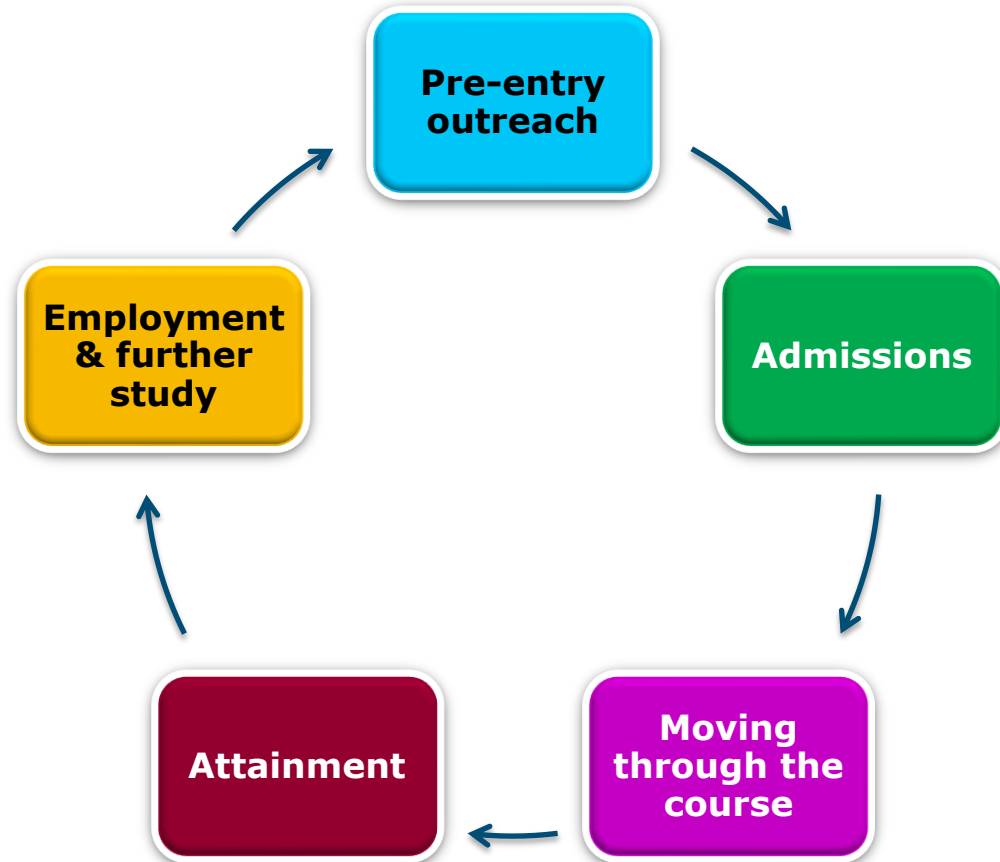 Pre-entry
outreach
Admissions
Moving
through the
course
Attainment
Employment
& further
study